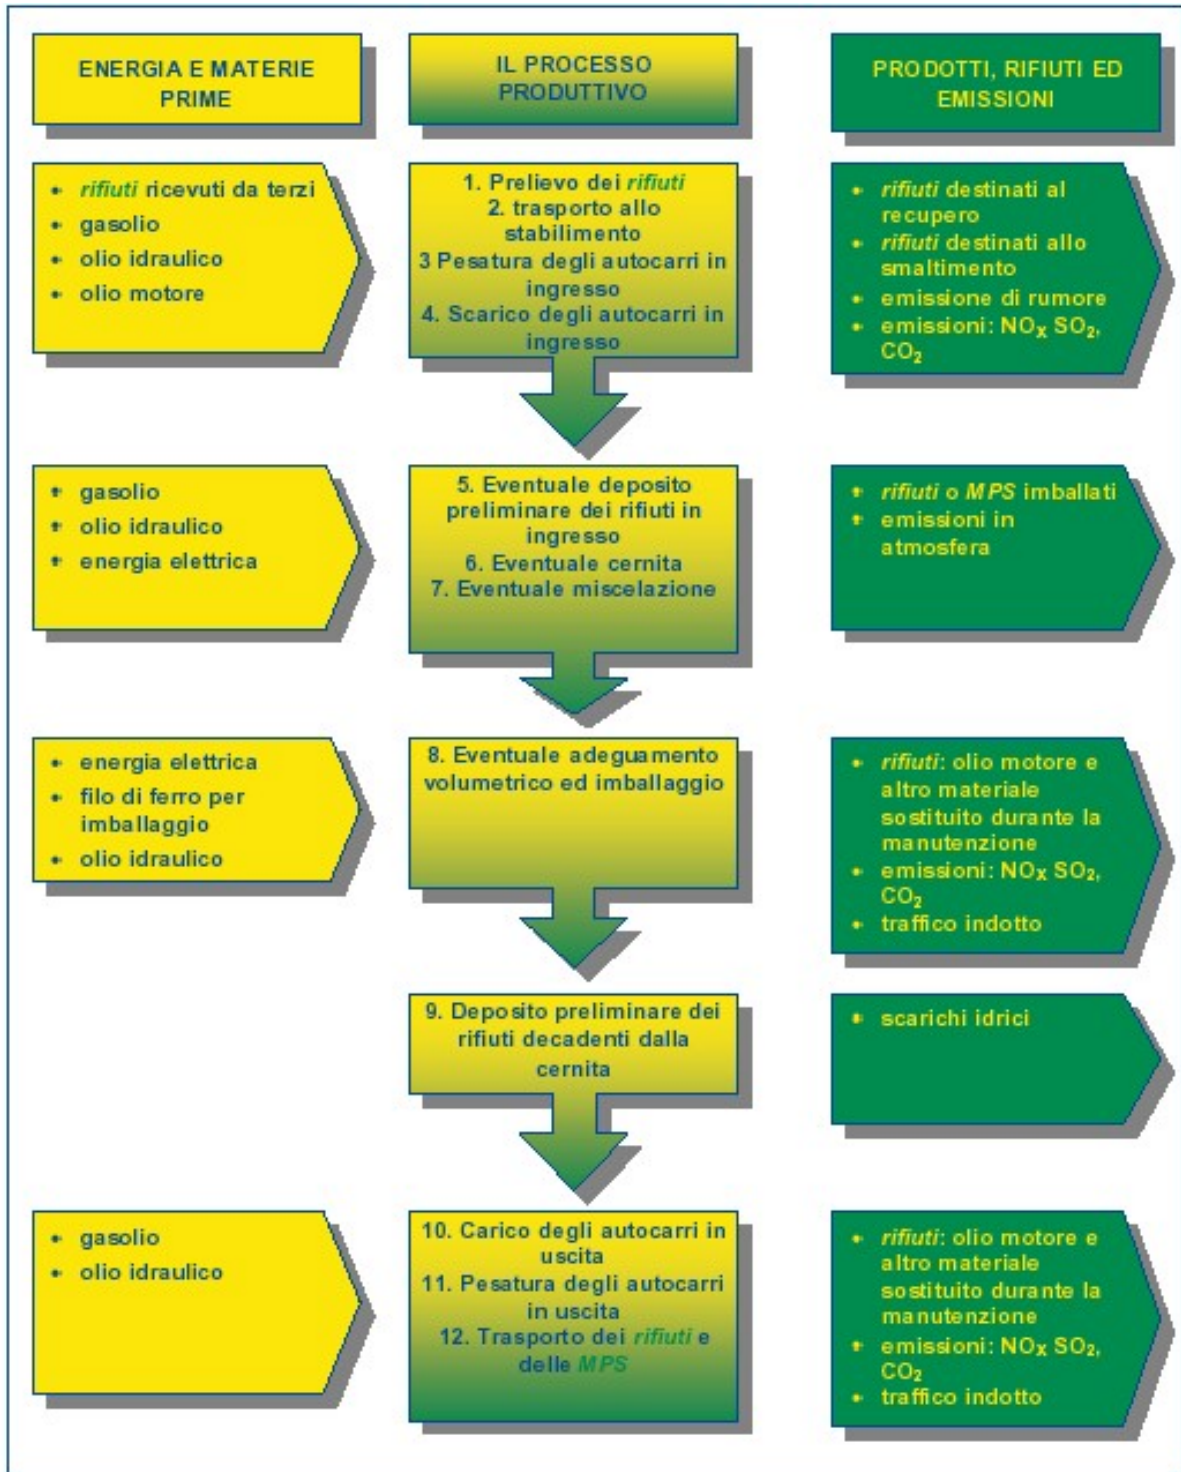 ENERGIA E MATERIE
PRIME
IL PROCESSO
PRODUTTIVO
PRODOTTI, RIFIUTI ED
EMISSIONI
• rifiuti ricevuti da terzi
• gasolio
• olio idraulico
• olio motore
1. Prelievo dei rifiuti
2. trasporto allo
stabilimento
3 Pesatura degli autocarri in
ingresso
4. Scarico degli autocarri in
ingresso
• rifiuti destinati al
recupero
• rifiuti destinati allo
smaltimento
• emissione di rumore
• emissioni: NOX SO2,
CO2
• gasolio
• olio idraulico
• energia elettrica
5. Eventuale deposito
preliminare dei rifiuti in
ingresso
6. Eventuale cernita
7. Eventuale miscelazione
• rifiuti o MPS imballati
• emissioni in
atmosfera
• energia elettrica
• filo di ferro per
imballaggio
• olio idraulico
8. Eventuale adeguamento
volumetrico ed imballaggio
• rifiuti: olio motore e
altro materiale
sostituito durante la
manutenzione
• emissioni: NOX SO2,
CO2
• traffico indotto
9. Deposito preliminare dei
rifiuti decadenti dalla
cernita
• scarichi idrici
• gasolio
• olio idraulico
10. Carico degli autocarri in
uscita
11. Pesatura degli autocarri
in uscita
12. Trasporto dei rifiuti e
delle MPS
• rifiuti: olio motore e
altro materiale
sostituito durante la
manutenzione
• emissioni: NOX SO2,
CO2
• traffico indotto